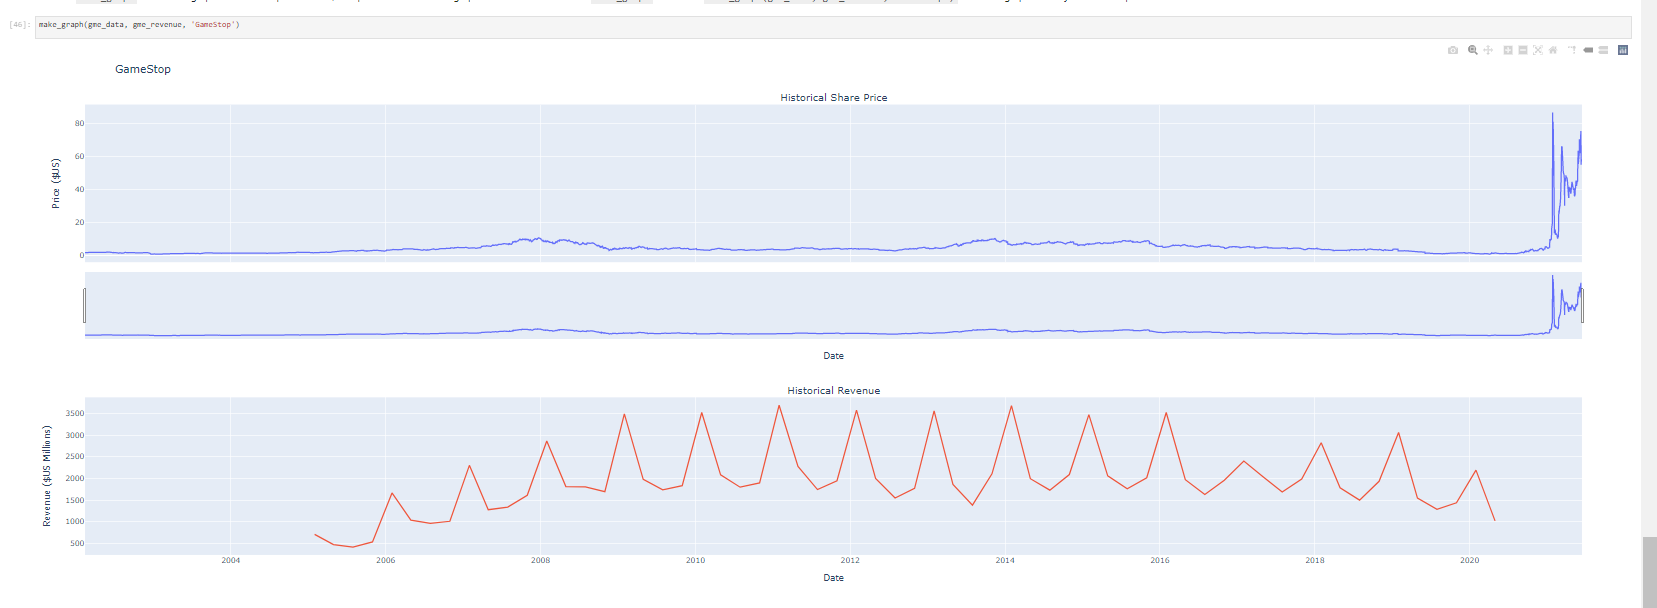 [46]: make_graph(gme_data, gme_revenue, 'GameStop')
GameStop
Historical Share Price
80
60
40
20
0
Price ($US)
Date
Historical Revenue
3500
3000
2500
2000
1500
1000
500
Revenue ($US Millions)
2004 2006 2008 2010 2012 2014 2016 2018 2020
Date